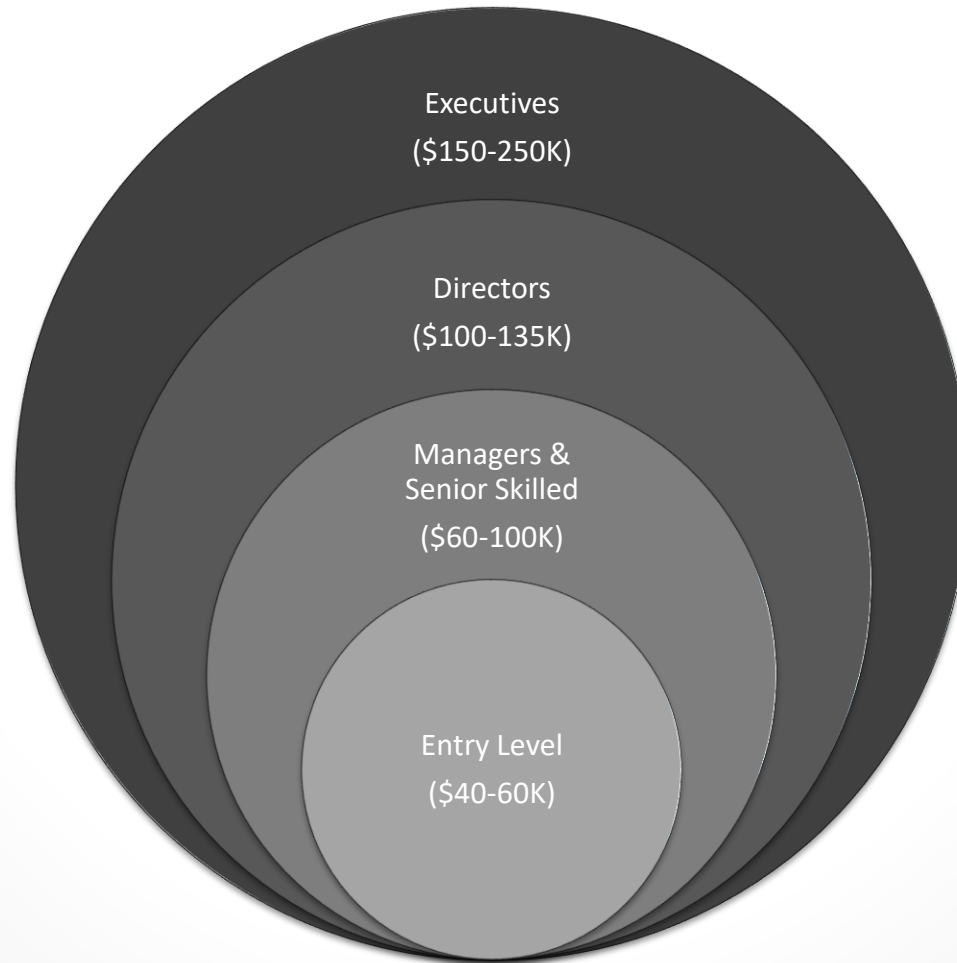 Executives
($150-250K)
Directors
($100-135K)
Managers &
Senior Skilled
($60-100K)
Entry Level
($40-60K)